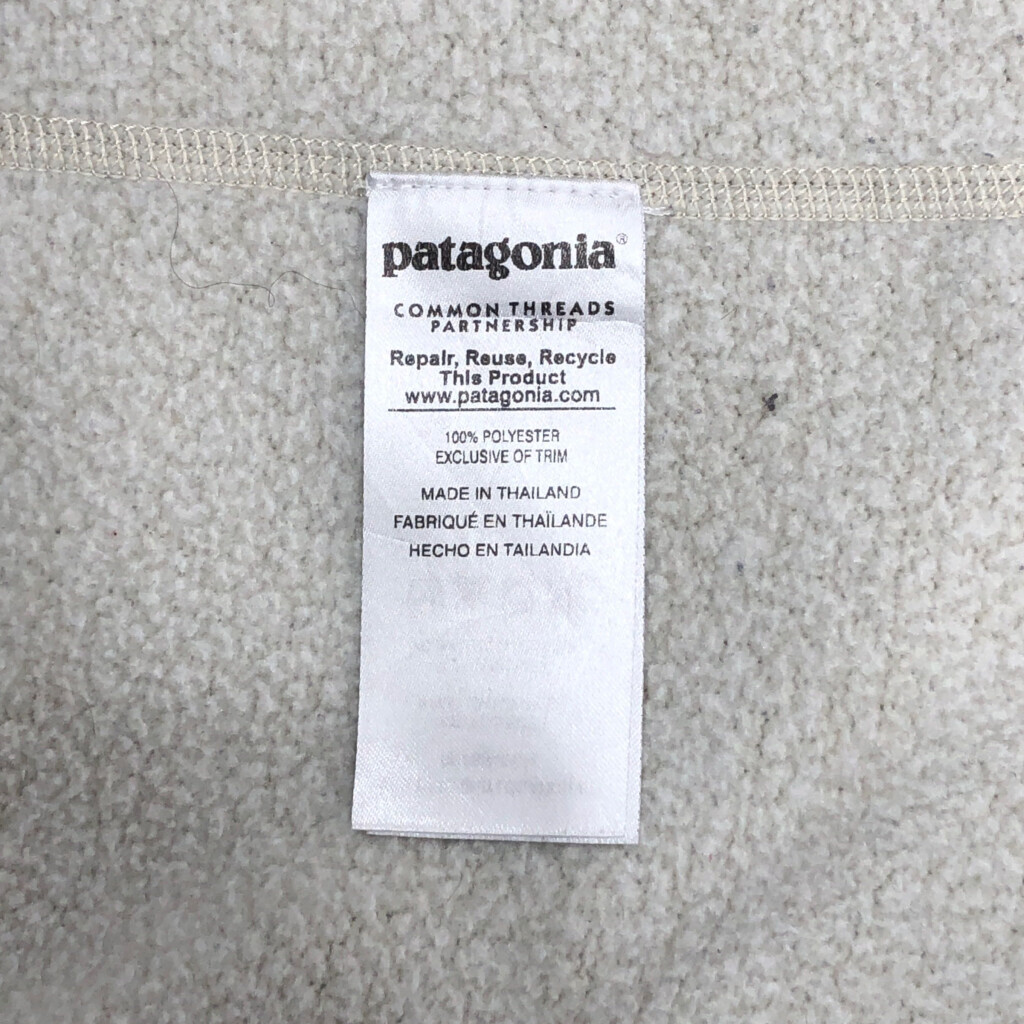 patagonia®
COMMON THREADS
PARTNERSHIP
Repair, Reuse, Recycle
This Product
www.patagonia.com
100% POLYESTER
EXCLUSIVE OF TRIM
MADE IN THAILAND
FABRIQUÉ EN THAÏLANDE
HECHO EN TAILANDIA